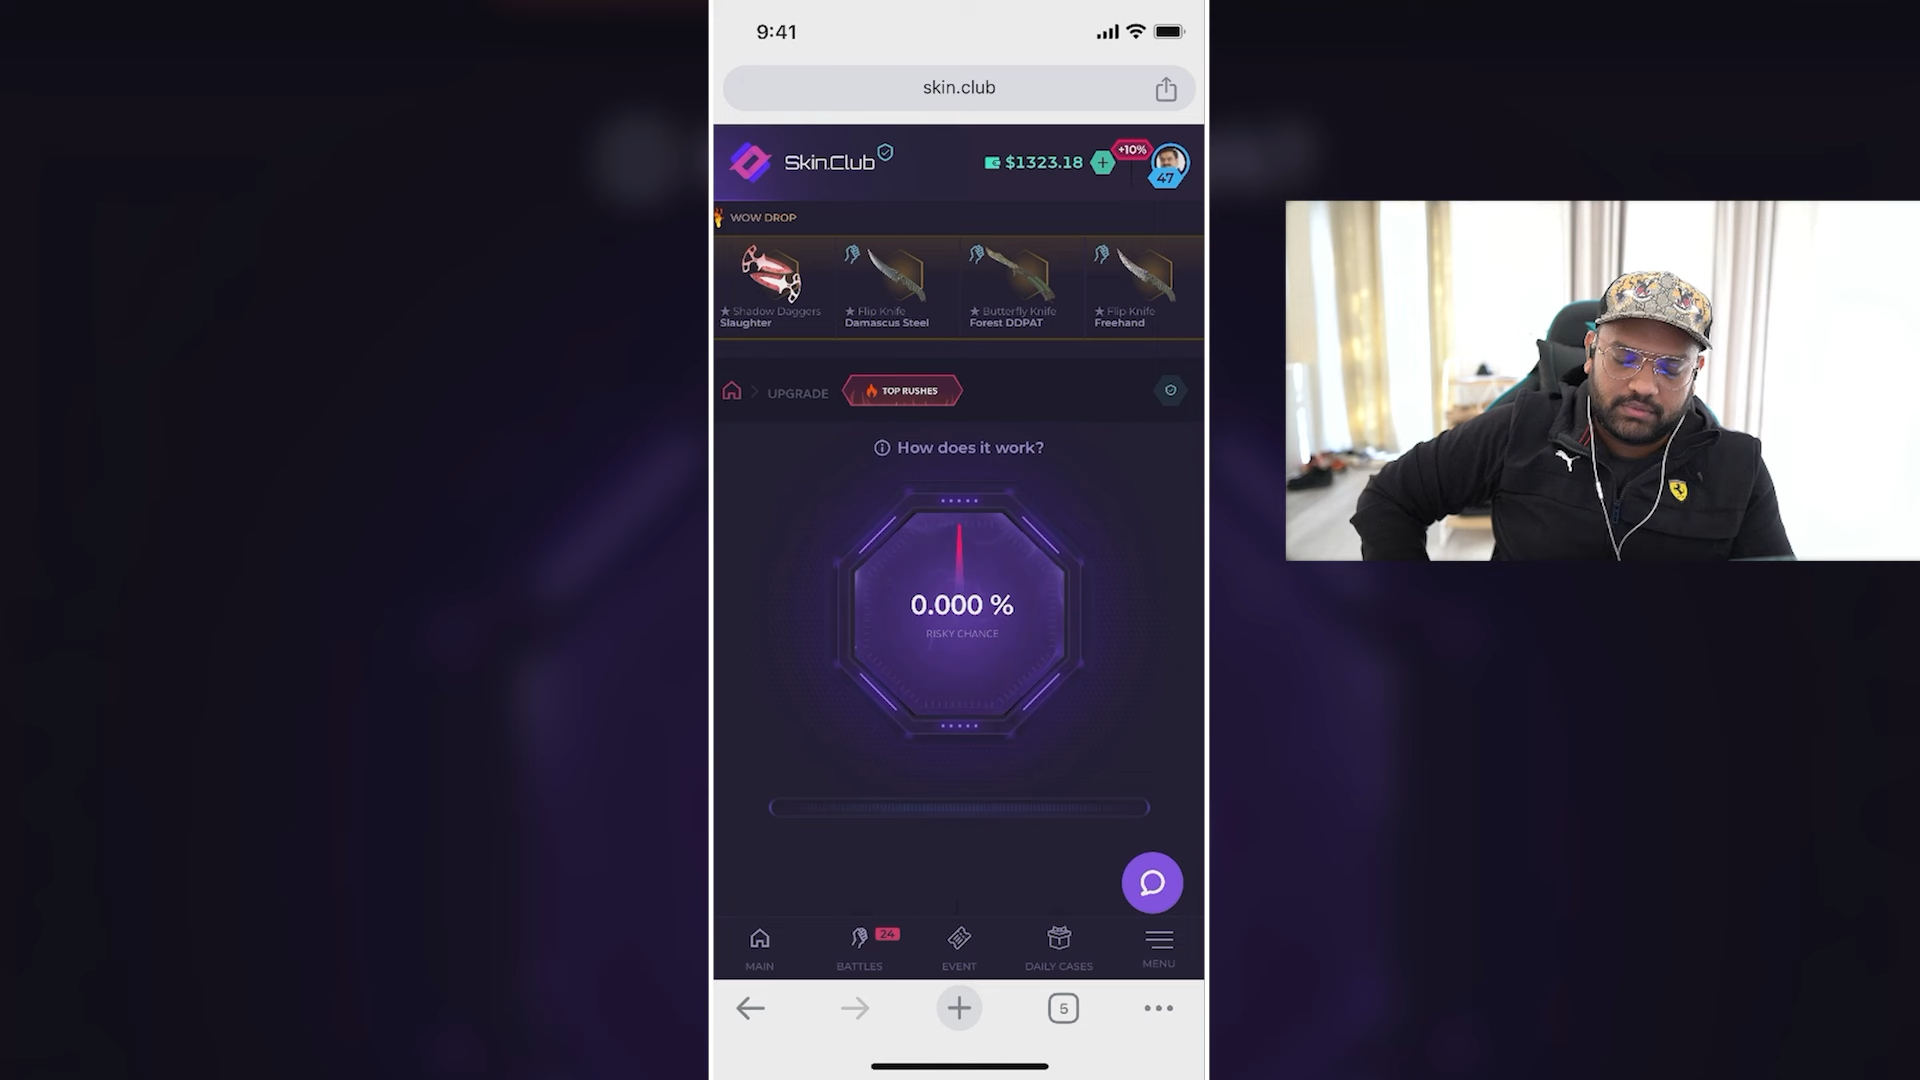 9:41
skin.club
Skin.Club
$1323.18
+
+10%
47
WOW DROP
★ Shadow Daggers
Slaughter
★ Flip Knife
Damascus Steel
★ Butterfly Knife
Forest DDPAT
★ Flip Knife
Freehand
UPGRADE
TOP RUSHES
How does it work?
0.000 %
RISKY CHANCE
MAIN
BATTLES
24
EVENT
DAILY CASES
MENU
5